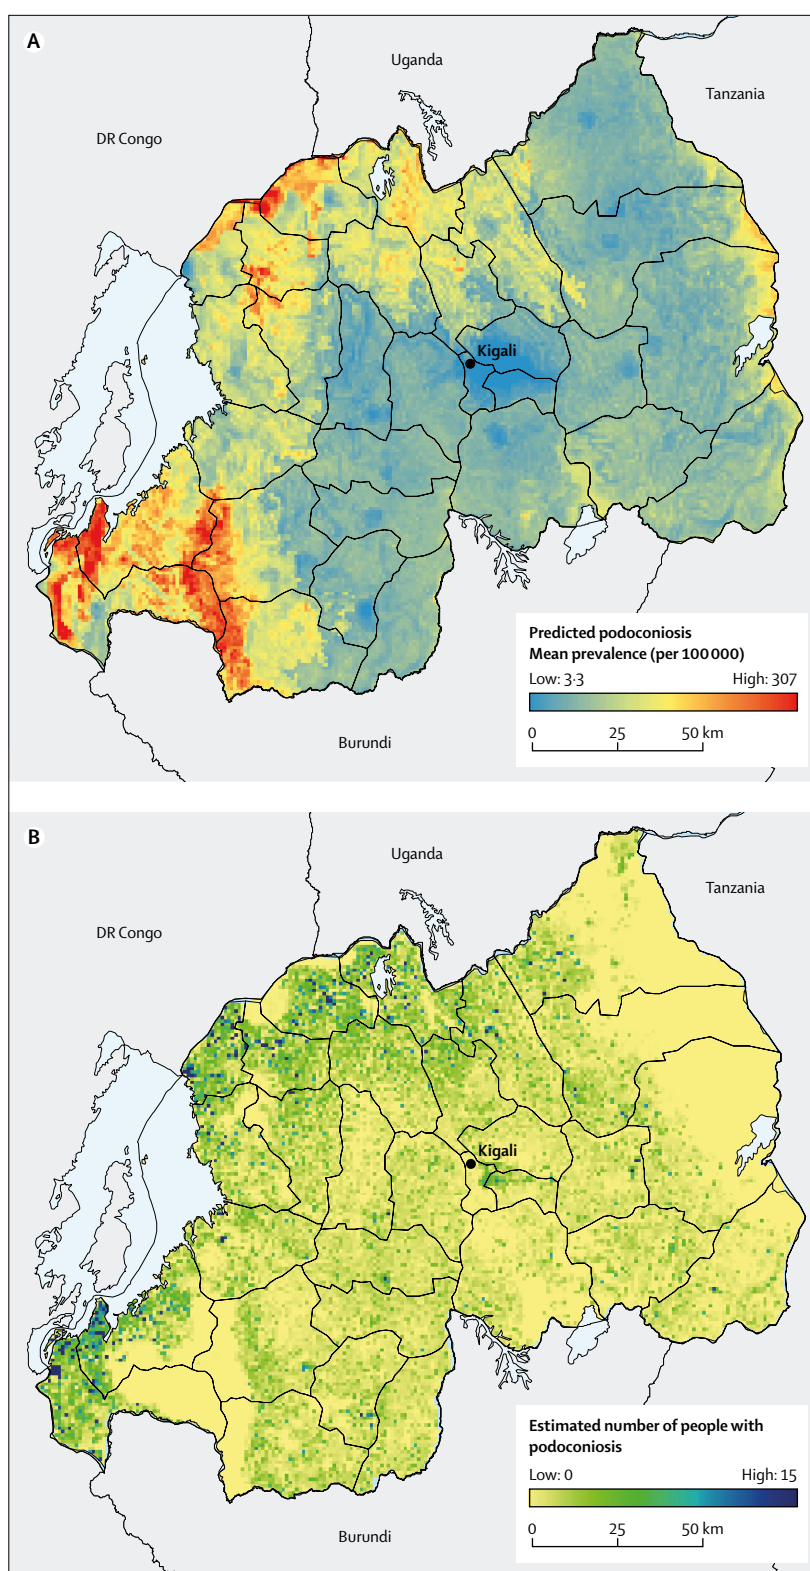 A
Uganda
Tanzania
DR Congo
Kigali
Burundi
Predicted podoconiosis
Mean prevalence (per 100 000)
Low: 3·3 High: 307
0 25 50 km
B
Uganda
Tanzania
DR Congo
Kigali
Burundi
Estimated number of people with
podoconiosis
Low: 0 High: 15
0 25 50 km